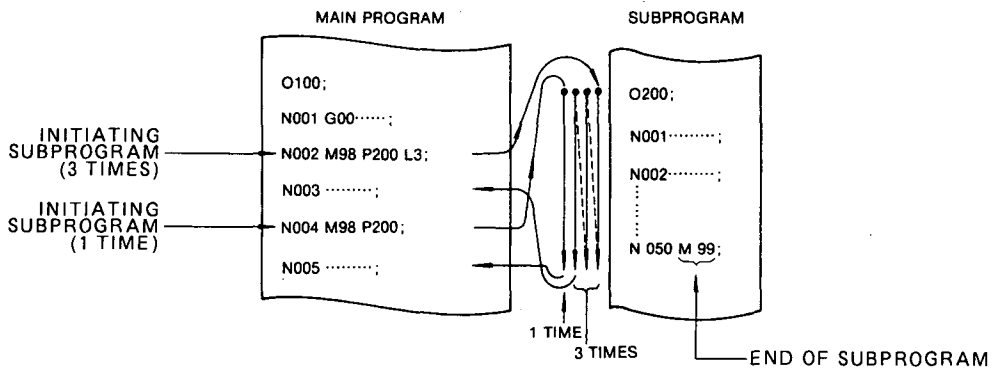 MAIN PROGRAM
SUBPROGRAM
O100;
N001 G00······;
N002 M98 P200 L3;
N003 ·········;
N004 M98 P200;
N005 ·········;
INITIATING
SUBPROGRAM
(3 TIMES)
INITIATING
SUBPROGRAM
(1 TIME)
O200;
N001·········;
N002·········;
N 050 M 99;
1 TIME
3 TIMES
END OF SUBPROGRAM